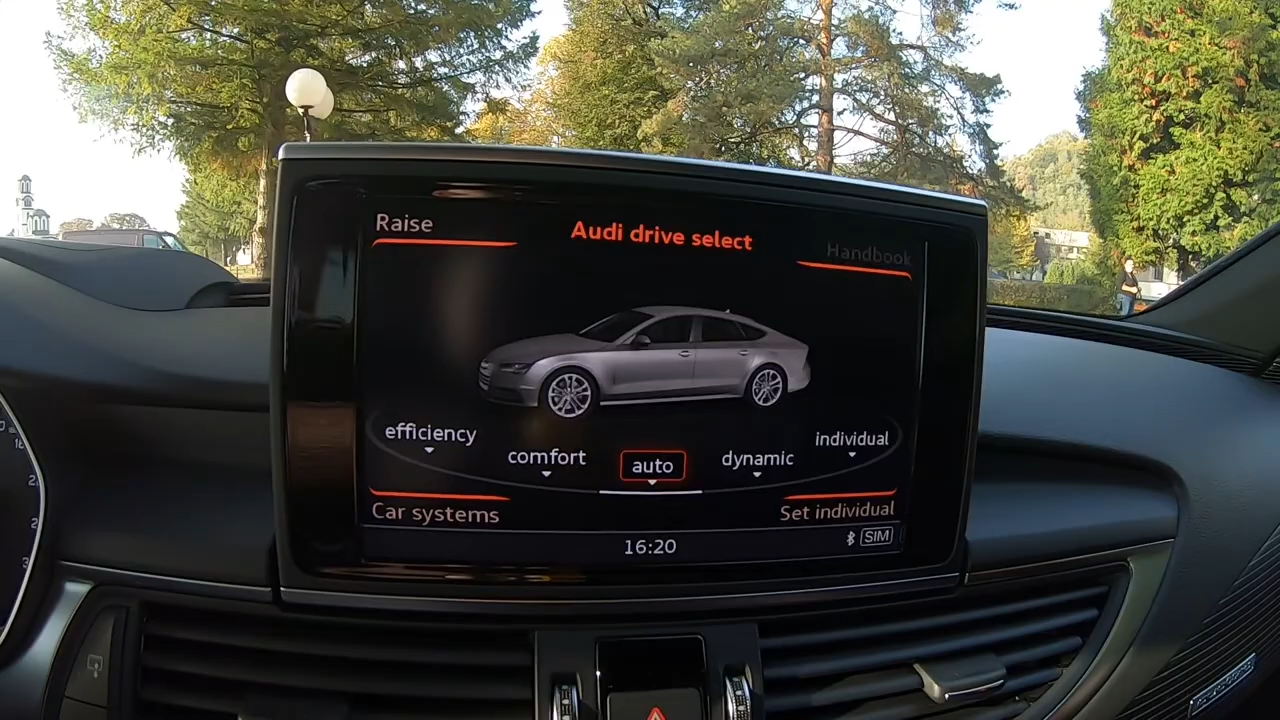 Raise
Audi drive select
Handbook
efficiency
comfort
auto
dynamic
individual
Car systems
Set individual
16:20
SIM